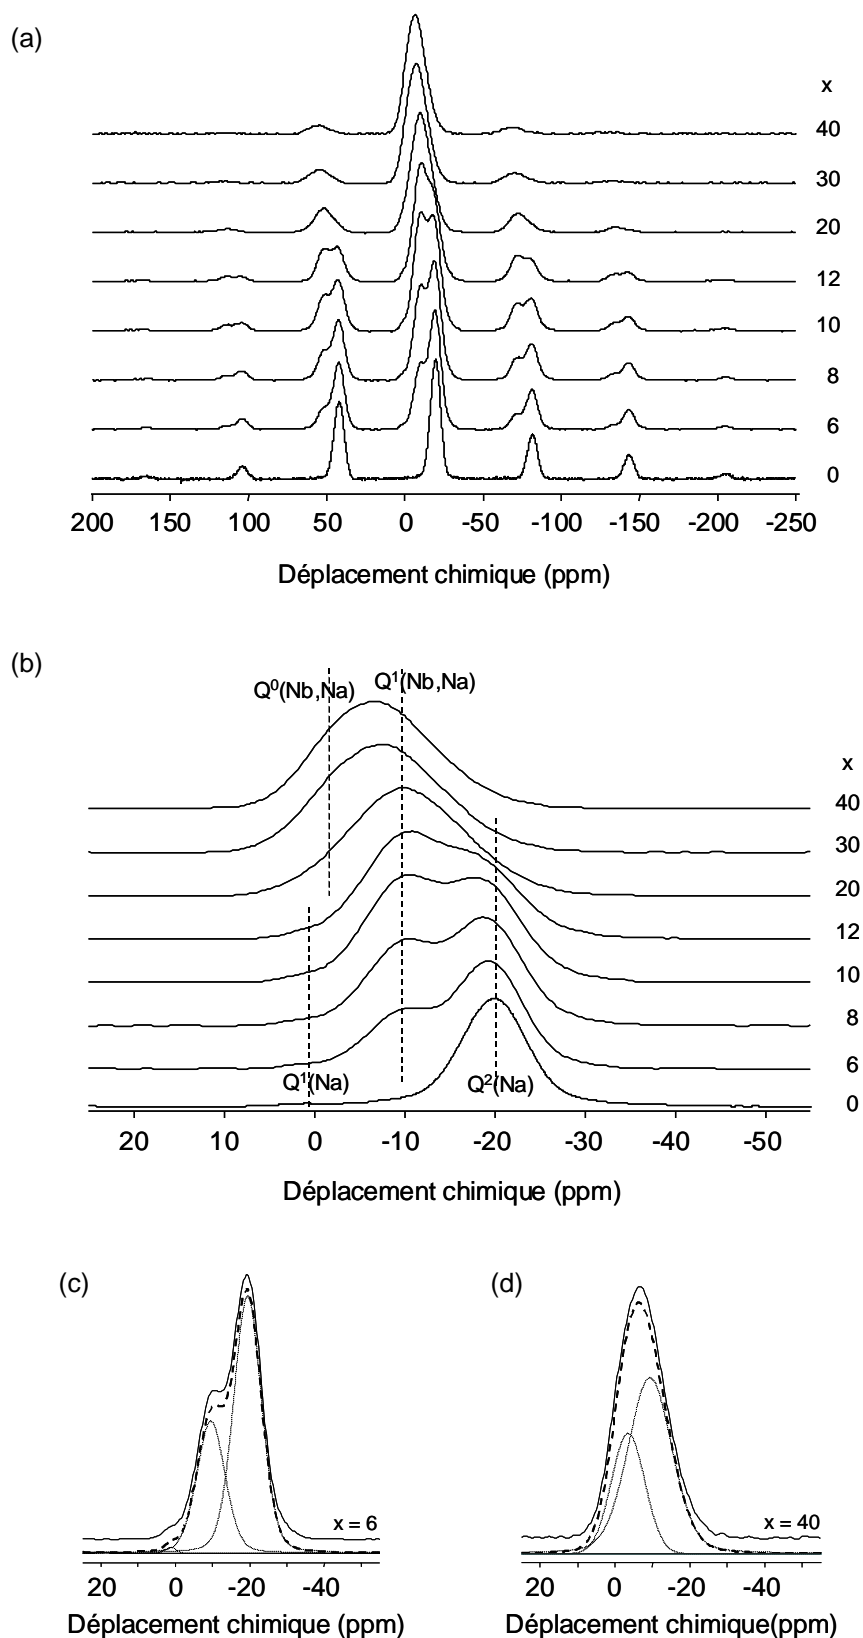 (a)
x
40
30
20
12
10
8
6
0
200 150 100 50 0 -50 -100 -150 -200 -250
Déplacement chimique (ppm)
(b)
Q⁰(Nb,Na) Q¹(Nb,Na)
x
40
30
20
12
10
8
6
Q¹(Na) Q²(Na)
0
20 10 0 -10 -20 -30 -40 -50
Déplacement chimique (ppm)
(c)
x = 6
20 0 -20 -40
Déplacement chimique (ppm)
(d)
x = 40
20 0 -20 -40
Déplacement chimique(ppm)